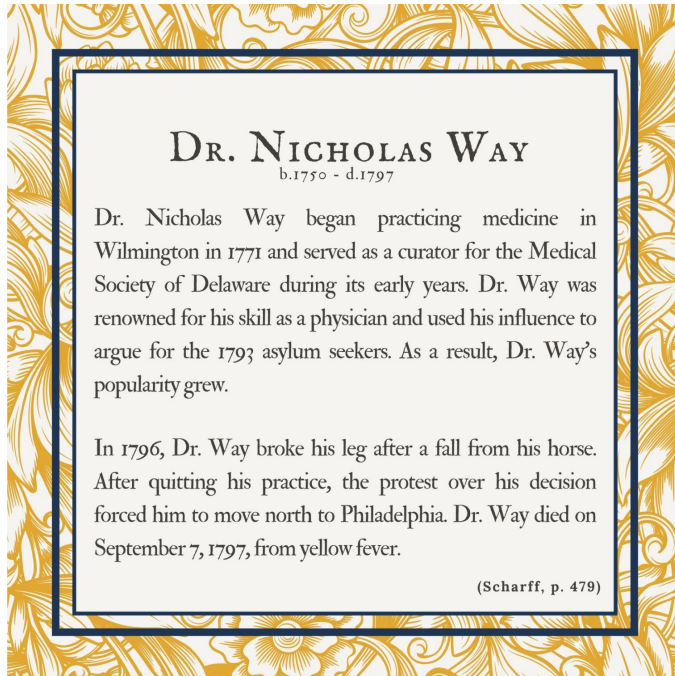 Dr. Nicholas Way
b.1750 - d.1797
Dr. Nicholas Way began practicing medicine in
Wilmington in 1771 and served as a curator for the Medical
Society of Delaware during its early years. Dr. Way was
renowned for his skill as a physician and used his influence to
argue for the 1793 asylum seekers. As a result, Dr. Way's
popularity grew.
In 1796, Dr. Way broke his leg after a fall from his horse.
After quitting his practice, the protest over his decision
forced him to move north to Philadelphia. Dr. Way died on
September 7, 1797, from yellow fever.
(Scharff, p. 479)